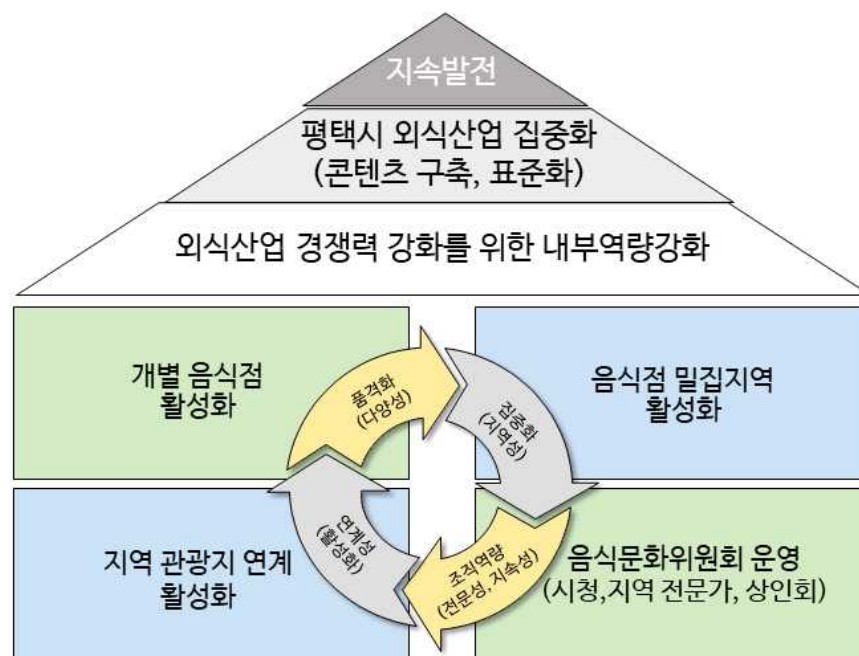 지속발전
평택시 외식산업 집중화
(콘텐츠 구축, 표준화)
외식산업 경쟁력 강화를 위한 내부역량강화
개별 음식점
활성화
음식점 밀집지역
활성화
품격화
(다양성)
집중화
(지역성)
연계성
(활성화)
조직역량
(전문성, 지속성)
지역 관광지 연계
활성화
음식문화위원회 운영
(시청,지역 전문가, 상인회)